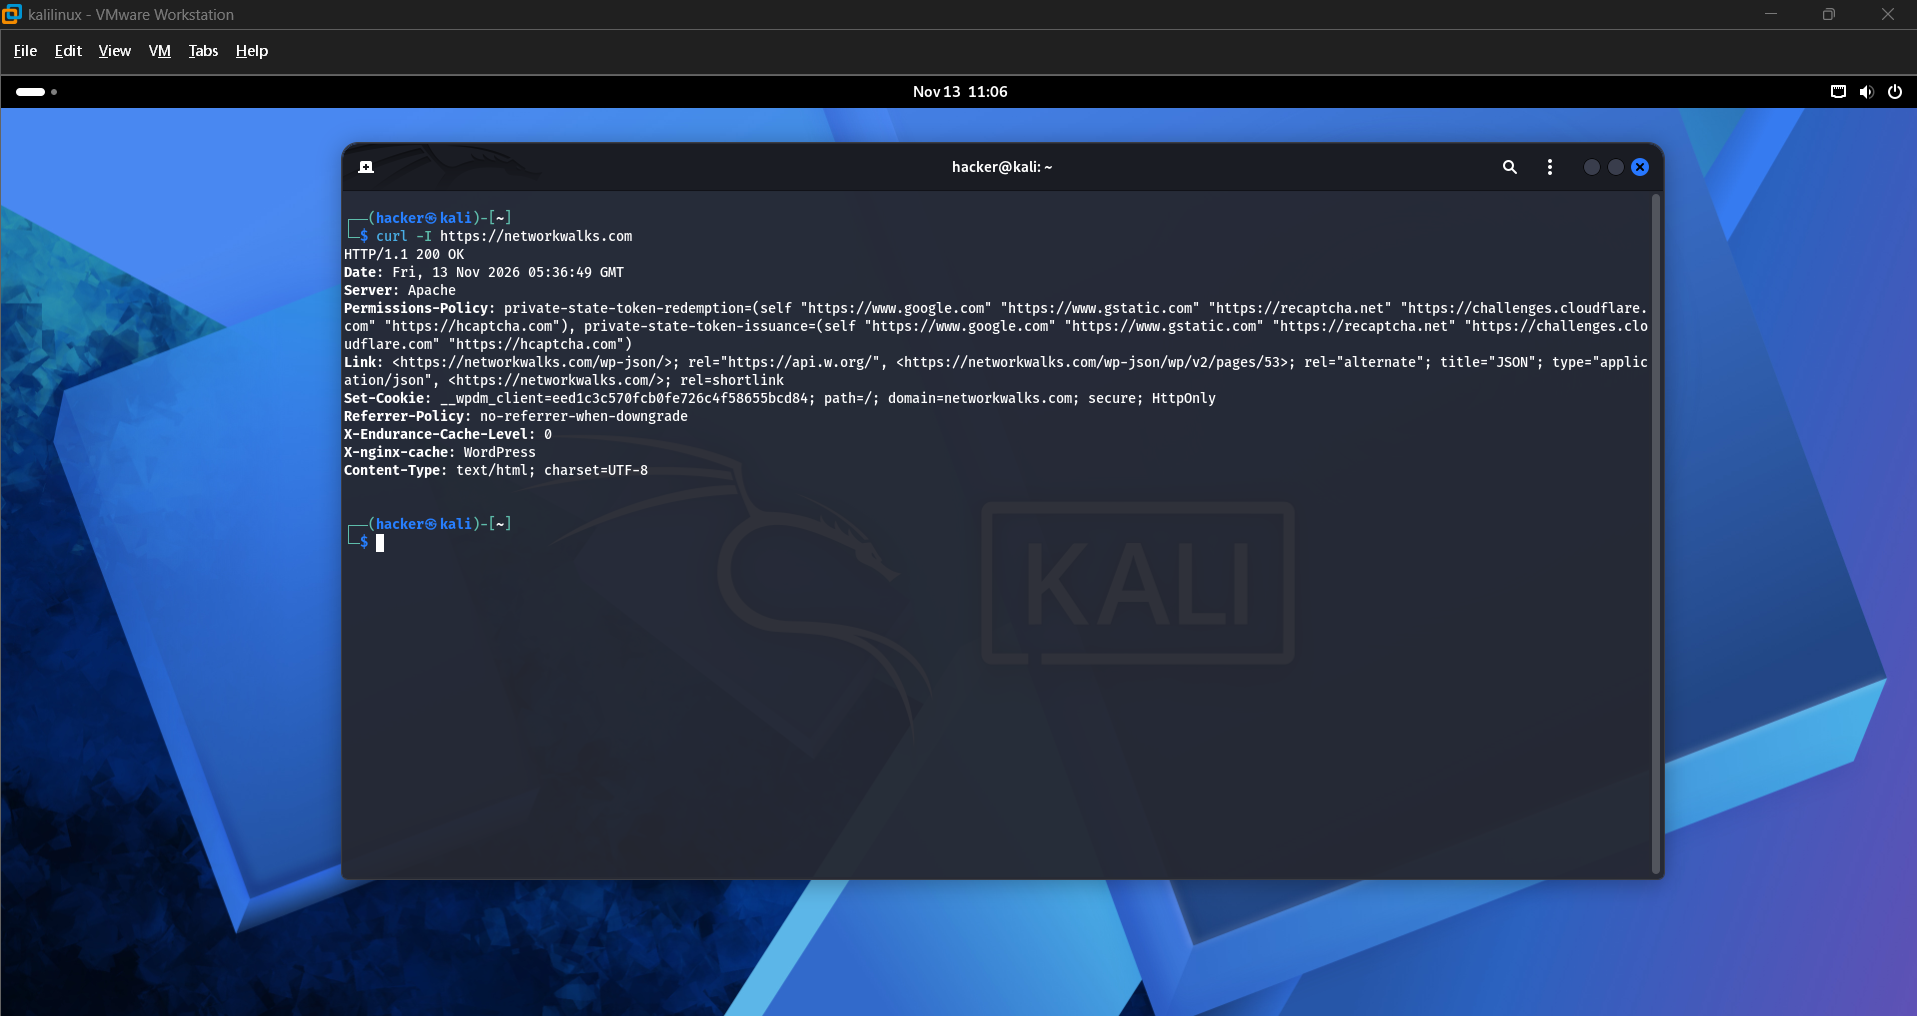 kalilinux - VMware Workstation
File Edit View VM Tabs Help
Nov 13 11:06
hacker@kali: ~
┌──(hacker㉿kali)-[~]
└─$ curl -I https://networkwalks.com
HTTP/1.1 200 OK
Date: Fri, 13 Nov 2026 05:36:49 GMT
Server: Apache
Permissions-Policy: private-state-token-redemption=(self "https://www.google.com" "https://www.gstatic.com" "https://recaptcha.net" "https://challenges.cloudflare.
com" "https://hcaptcha.com"), private-state-token-issuance=(self "https://www.google.com" "https://www.gstatic.com" "https://recaptcha.net" "https://challenges.clo
udflare.com" "https://hcaptcha.com")
Link: <https://networkwalks.com/wp-json/>; rel="https://api.w.org/", <https://networkwalks.com/wp-json/wp/v2/pages/53>; rel="alternate"; title="JSON"; type="applic
ation/json", <https://networkwalks.com/>; rel=shortlink
Set-Cookie: __wpdm_client=eed1c3c570fcb0fe726c4f58655bcd84; path=/; domain=networkwalks.com; secure; HttpOnly
Referrer-Policy: no-referrer-when-downgrade
X-Endurance-Cache-Level: 0
X-nginx-cache: WordPress
Content-Type: text/html; charset=UTF-8
┌──(hacker㉿kali)-[~]
└─$
KALI